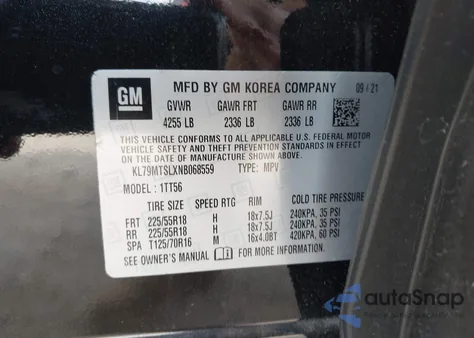 GM
MFD BY GM KOREA COMPANY 09/21
GVWR GAWR FRT GAWR RR
4255 LB 2336 LB 2336 LB
THIS VEHICLE CONFORMS TO ALL APPLICABLE U.S. FEDERAL MOTOR
VEHICLE SAFETY, BUMPER, AND THEFT PREVENTION STANDARDS IN
EFFECT ON THE DATE OF MANUFACTURE SHOWN ABOVE.
KL79MTSLXNB068559 TYPE: MPV
MODEL: 1TT56
TIRE SIZE SPEED RTG RIM COLD TIRE PRESSURE
FRT 225/55R18 H 18x7.5J 240KPA, 35 PSI
RR 225/55R18 H 18x7.5J 240KPA, 35 PSI
SPA T125/70R16 M 16x4.0BT 420KPA, 60 PSI
SEE OWNER'S MANUAL FOR MORE INFORMATION.
autoSnap